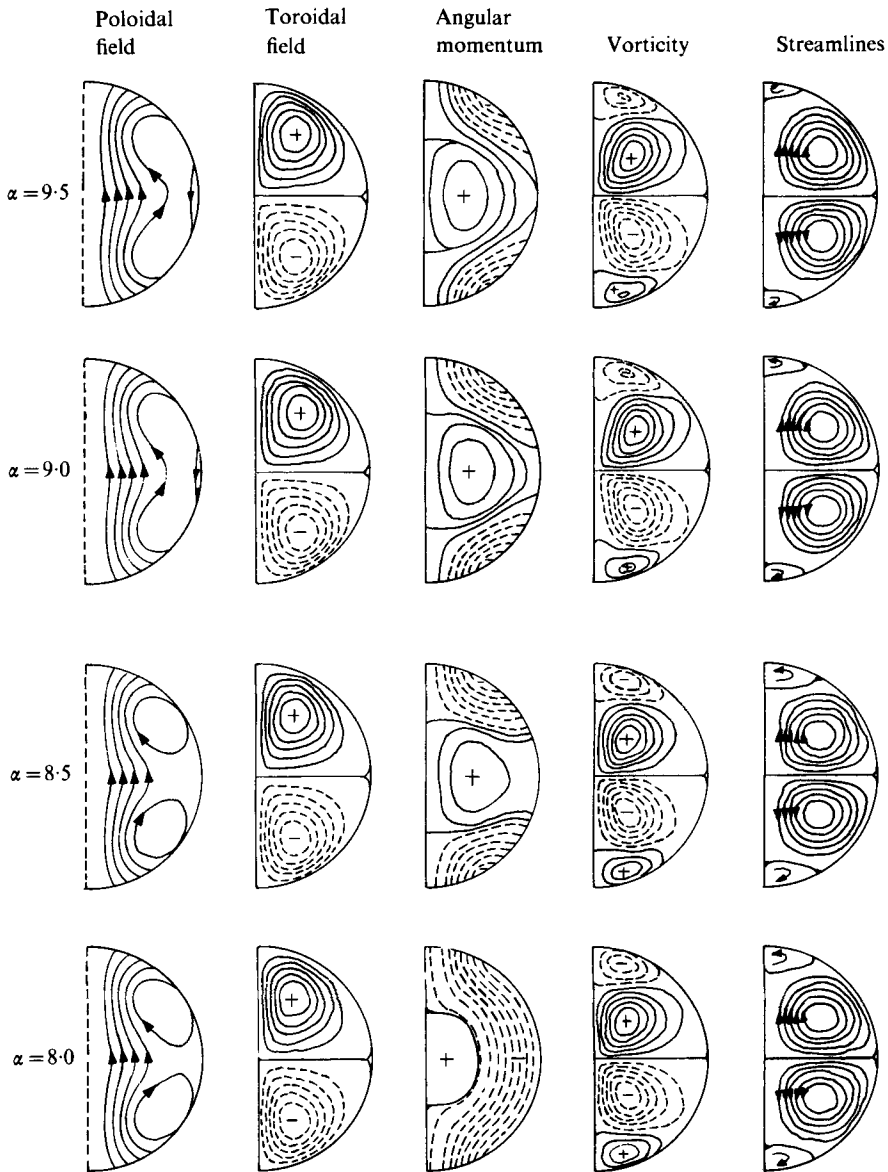 Poloidal field
Toroidal field
Angular momentum
Vorticity
Streamlines
α = 9·5
+
−
+
−
+
α = 9·0
+
−
+
+
−
+
α = 8·5
+
−
+
−
+
−
+
α = 8·0
+
−
+
−
−
+
−
+